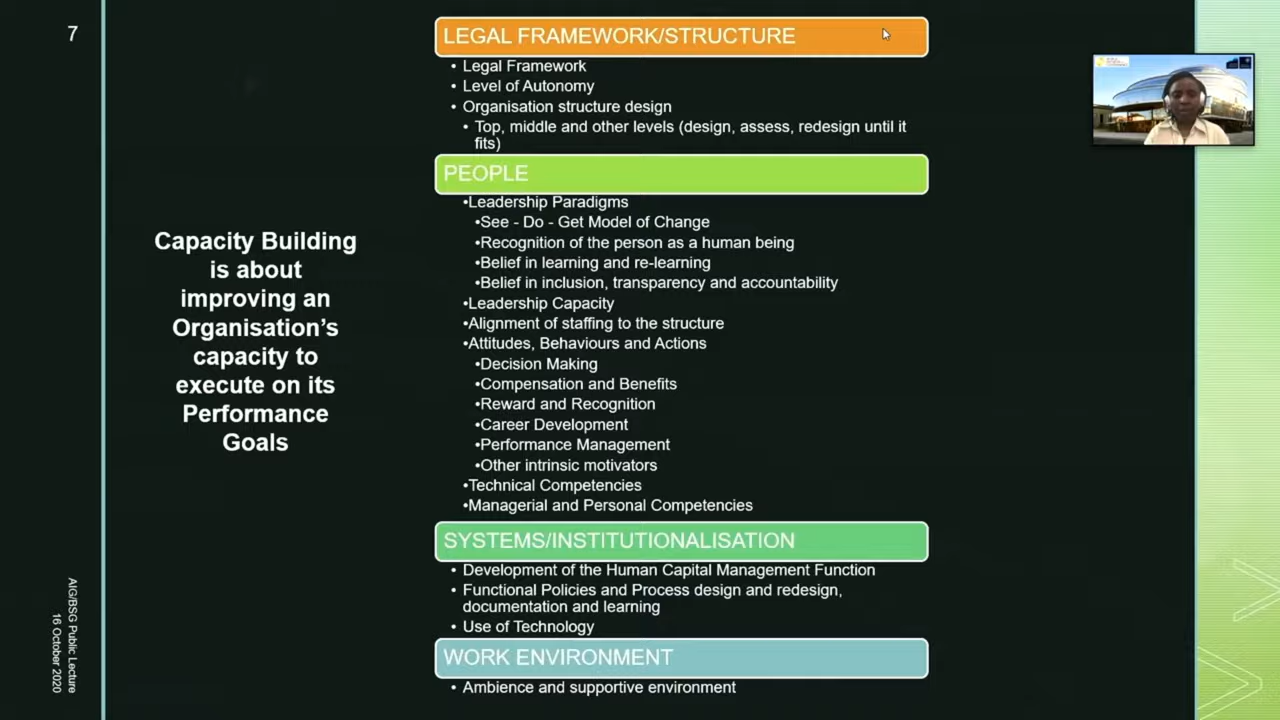 7
Capacity Building
is about
improving an
Organisation's
capacity to
execute on its
Performance
Goals
LEGAL FRAMEWORK/STRUCTURE
• Legal Framework
• Level of Autonomy
• Organisation structure design
• Top, middle and other levels (design, assess, redesign until it
fits)
PEOPLE
•Leadership Paradigms
•See - Do - Get Model of Change
•Recognition of the person as a human being
•Belief in learning and re-learning
•Belief in inclusion, transparency and accountability
•Leadership Capacity
•Alignment of staffing to the structure
•Attitudes, Behaviours and Actions
•Decision Making
•Compensation and Benefits
•Reward and Recognition
•Career Development
•Performance Management
•Other intrinsic motivators
•Technical Competencies
•Managerial and Personal Competencies
SYSTEMS/INSTITUTIONALISATION
• Development of the Human Capital Management Function
• Functional Policies and Process design and redesign,
documentation and learning
• Use of Technology
WORK ENVIRONMENT
• Ambience and supportive environment
AIG/BSG Public Lecture
16 October 2020